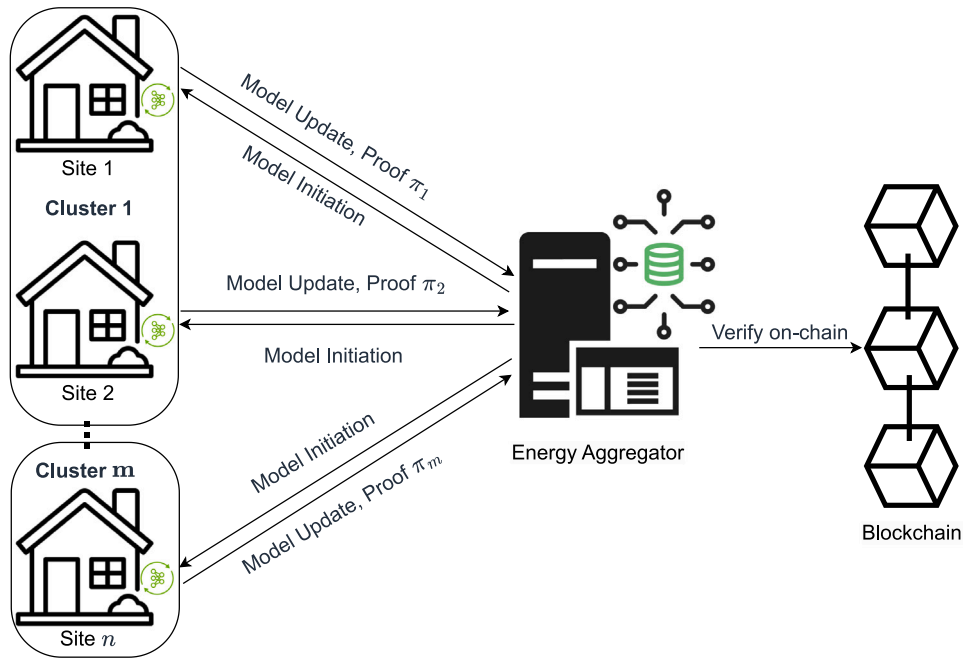 Site 1
Cluster 1
Site 2
Cluster m
Site n
Model Update, Proof π₁
Model Initiation
Model Update, Proof π₂
Model Initiation
Model Initiation
Model Update, Proof πₘ
Energy Aggregator
Verify on-chain
Blockchain